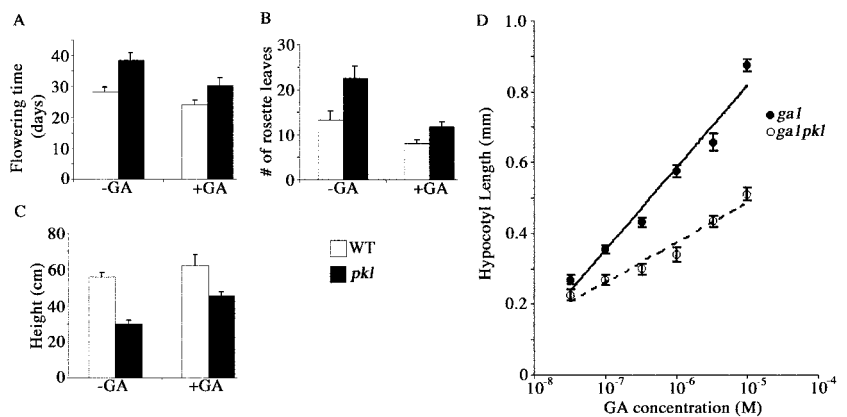 A
Flowering time
(days)
40
30
20
10
0
-GA
+GA
B
# of rosette leaves
30
20
10
0
-GA
+GA
C
Height (cm)
80
60
40
20
0
-GA
+GA
WT
pkl
D
Hypocotyl Length (mm)
1.0
0.8
0.6
0.4
0.2
0
10-8
10-7
10-6
10-5
10-4
GA concentration (M)
ga1
ga1pkl